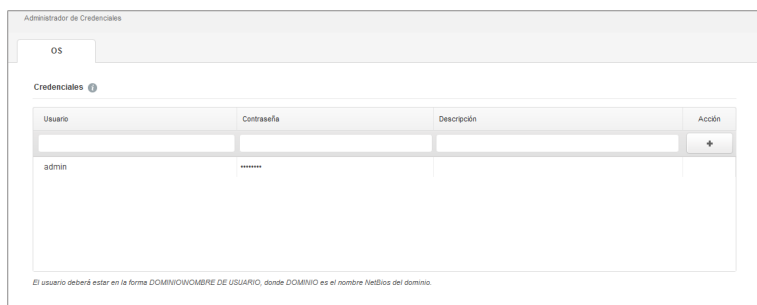 Administrador de Credenciales
OS
Credenciales
Usuario Contraseña Descripción Acción
+
admin ••••••••
El usuario deberá estar en la forma DOMINIO\NOMBRE DE USUARIO, donde DOMINIO es el nombre NetBios del dominio.